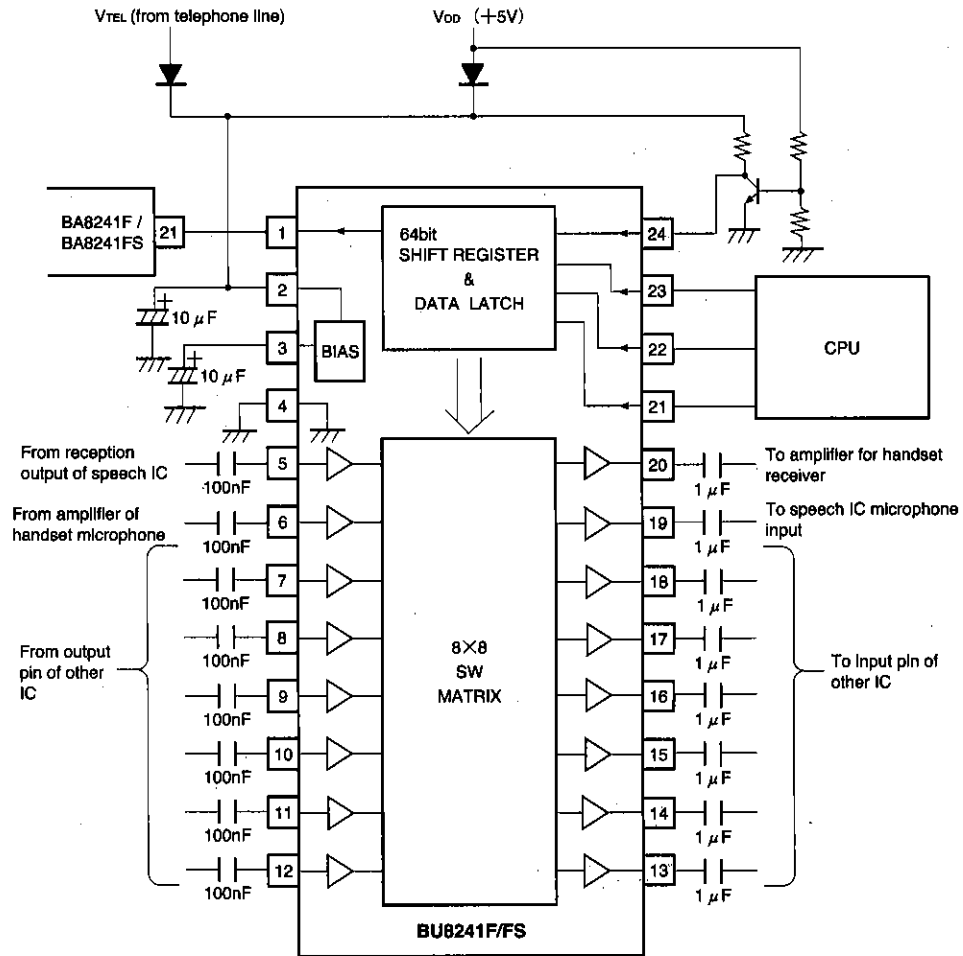 VTEL (from telephone line)
VDD (+5V)
BA8241F /
BA8241FS
21
1
2
3
4
10 μF
10 μF
BIAS
64bit
SHIFT REGISTER
&
DATA LATCH
24
23
22
21
CPU
From reception
output of speech IC
100nF
5
20
1 μF
To amplifier for handset
receiver
From amplifier of
handset microphone
100nF
6
19
1 μF
To speech IC microphone
input
From output
pin of other
IC
100nF
7
18
1 μF
100nF
8
17
1 μF
100nF
9
16
1 μF
100nF
10
15
1 μF
100nF
11
14
1 μF
100nF
12
13
1 μF
8×8
SW
MATRIX
To input pin of
other IC
BU8241F/FS